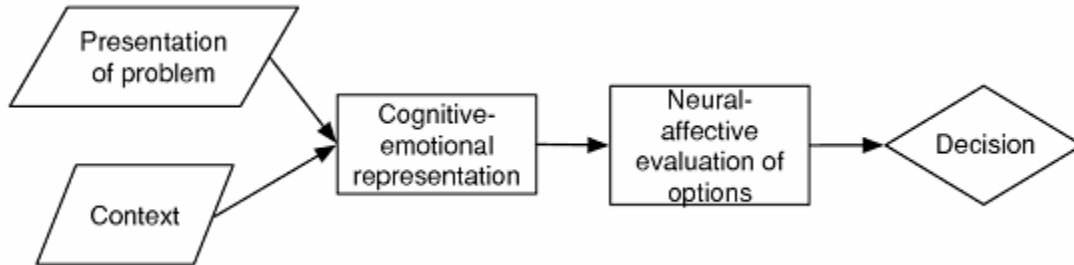 Presentation
of problem
Context
Cognitive-
emotional
representation
Neural-
affective
evaluation of
options
Decision